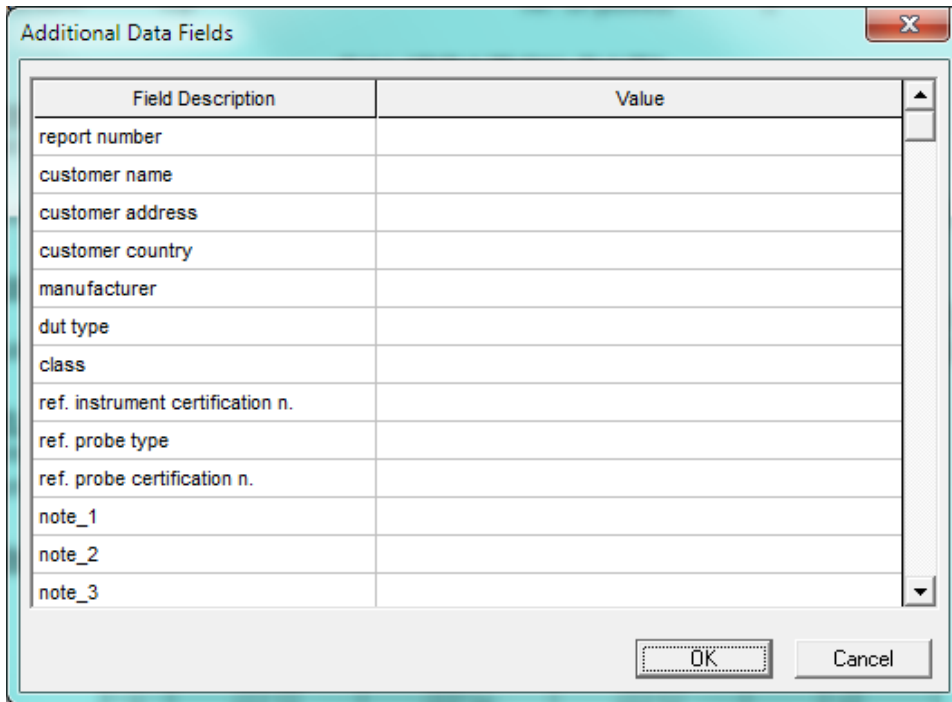 Additional Data Fields
Field Description Value
report number
customer name
customer address
customer country
manufacturer
dut type
class
ref. instrument certification n.
ref. probe type
ref. probe certification n.
note_1
note_2
note_3
OK Cancel